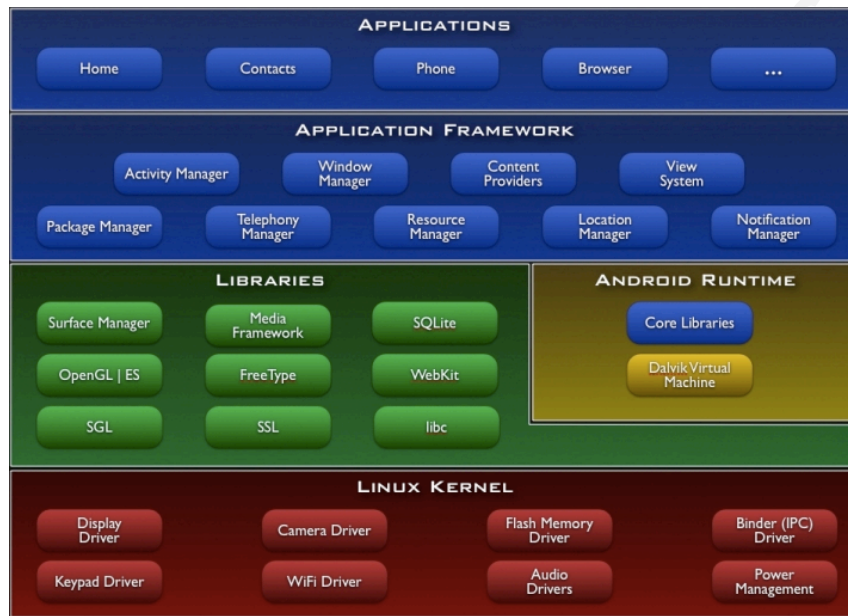 APPLICATIONS
Home Contacts Phone Browser ...
APPLICATION FRAMEWORK
Activity Manager
Window
Manager
Content
Providers
View
System
Package Manager
Telephony
Manager
Resource
Manager
Location
Manager
Notification
Manager
LIBRARIES
Surface Manager
Media
Framework
SQLite
OpenGL | ES
FreeType
WebKit
SGL
SSL
libc
ANDROID RUNTIME
Core Libraries
Dalvik Virtual
Machine
LINUX KERNEL
Display
Driver
Camera Driver
Flash Memory
Driver
Binder (IPC)
Driver
Keypad Driver
WiFi Driver
Audio
Drivers
Power
Management